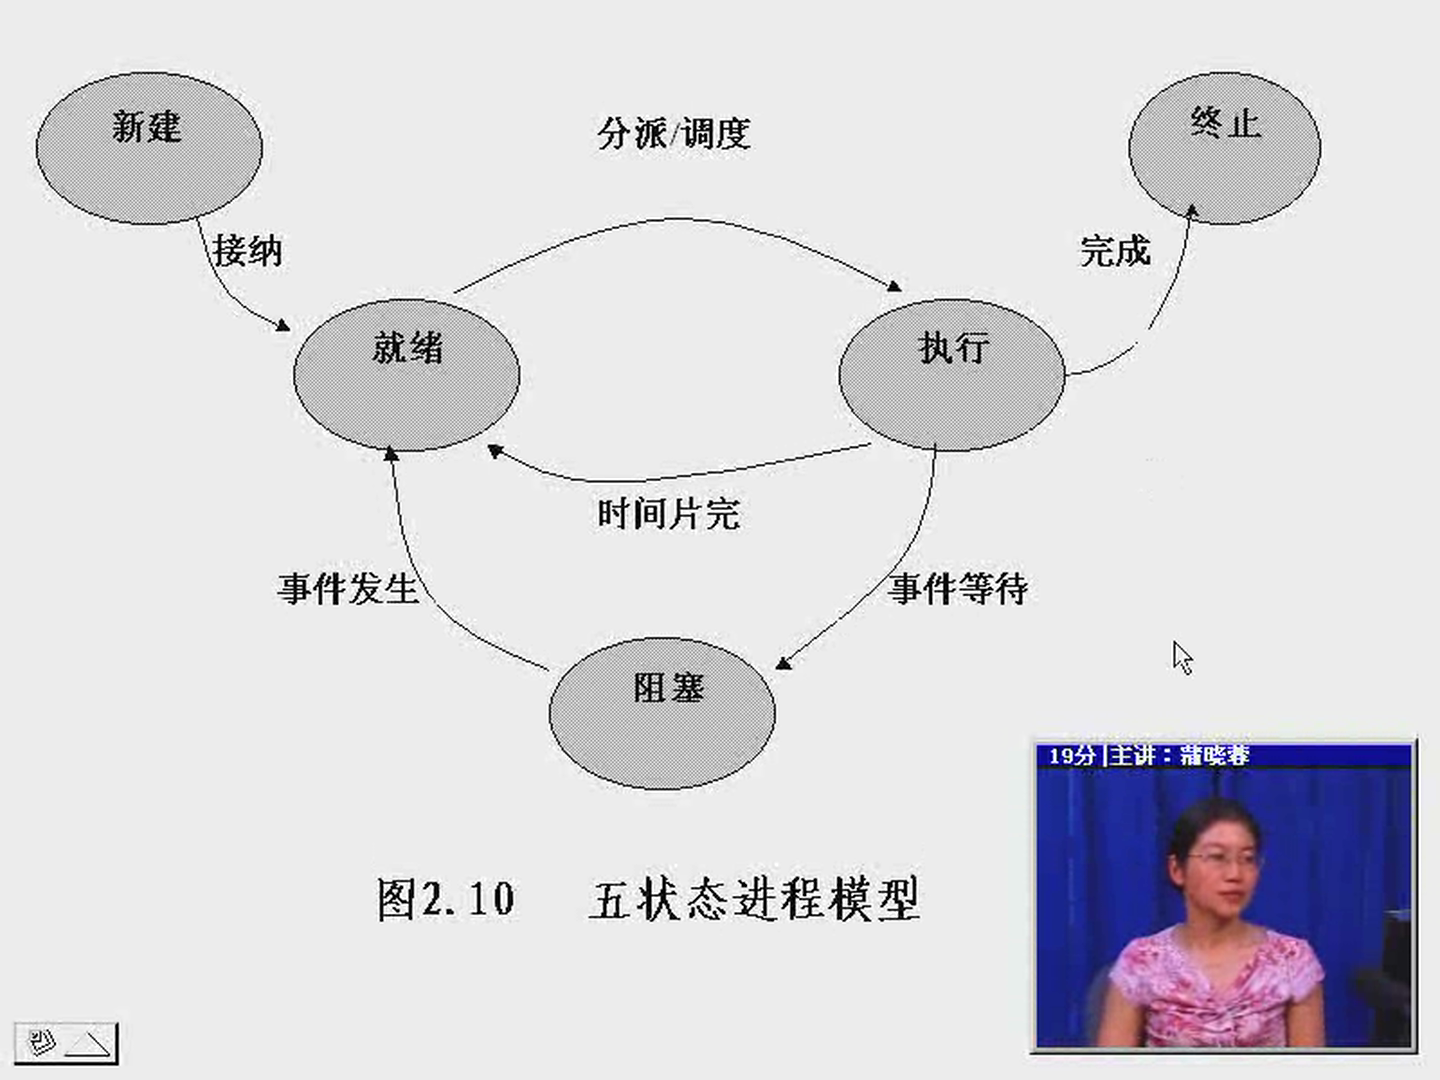 新建
终止
分派/调度
接纳
完成
就绪
执行
时间片完
事件发生
事件等待
阻塞
19分|主讲：蒲晓蓉
图2.10 五状态进程模型